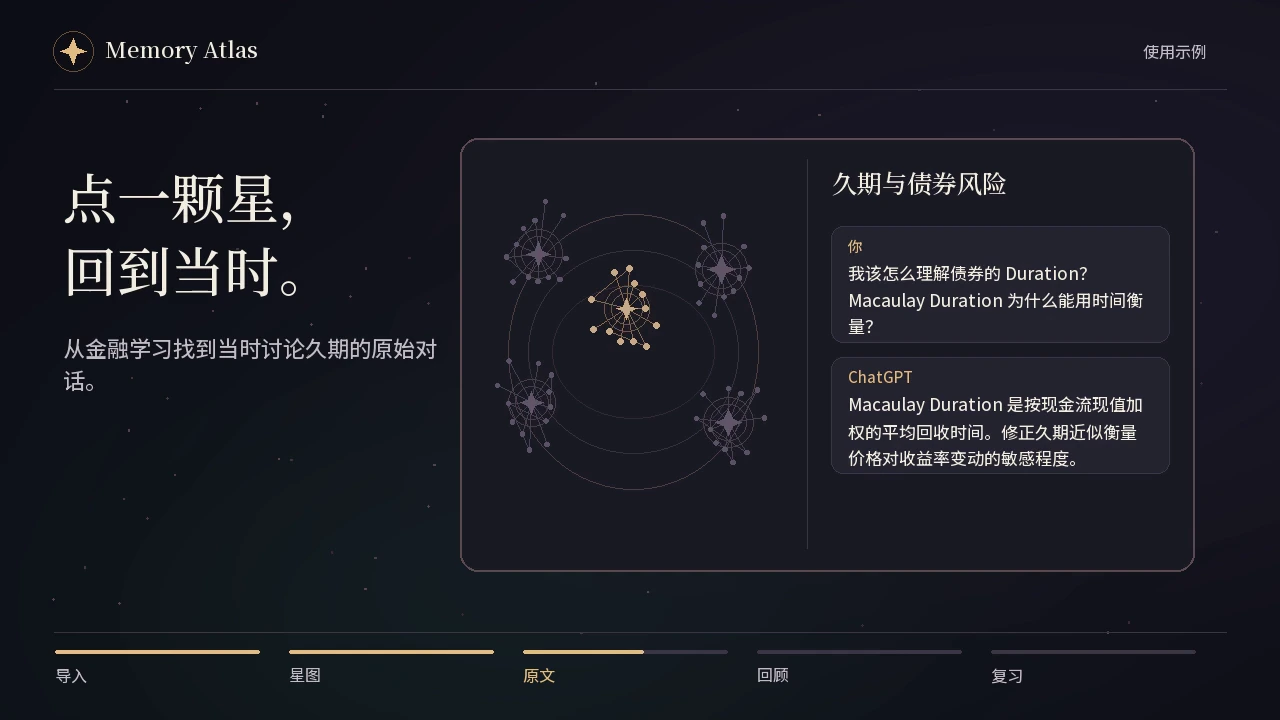 Memory Atlas
使用示例
点一颗星，
回到当时。
从金融学习找到当时讨论久期的原始对
话。
久期与债券风险
你
我该怎么理解债券的 Duration？
Macaulay Duration 为什么能用时间衡
量？
ChatGPT
Macaulay Duration 是按现金流现值加
权的平均回收时间。修正久期近似衡量
价格对收益率变动的敏感程度。
导入
星图
原文
回顾
复习